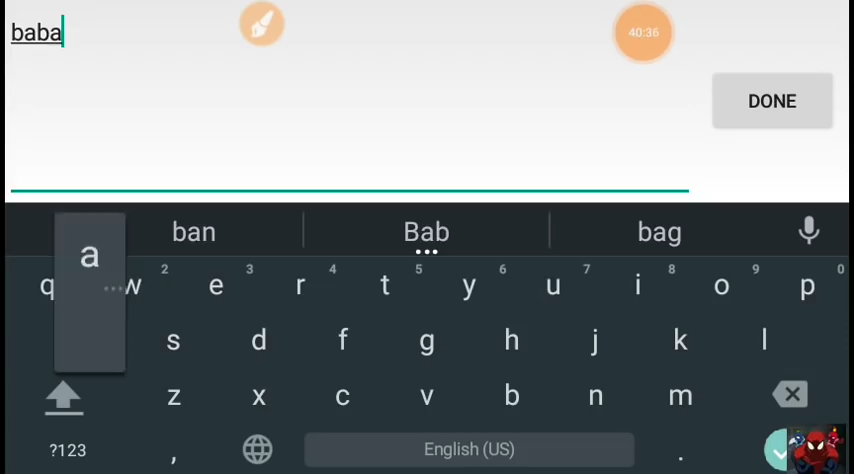 baba
40:36
DONE
ban Bab bag
a
q w 2 e 3 r 4 t 5 y 6 u 7 i 8 o 9 p 0
s d f g h j k l
z x c v b n m
?123 , English (US) .